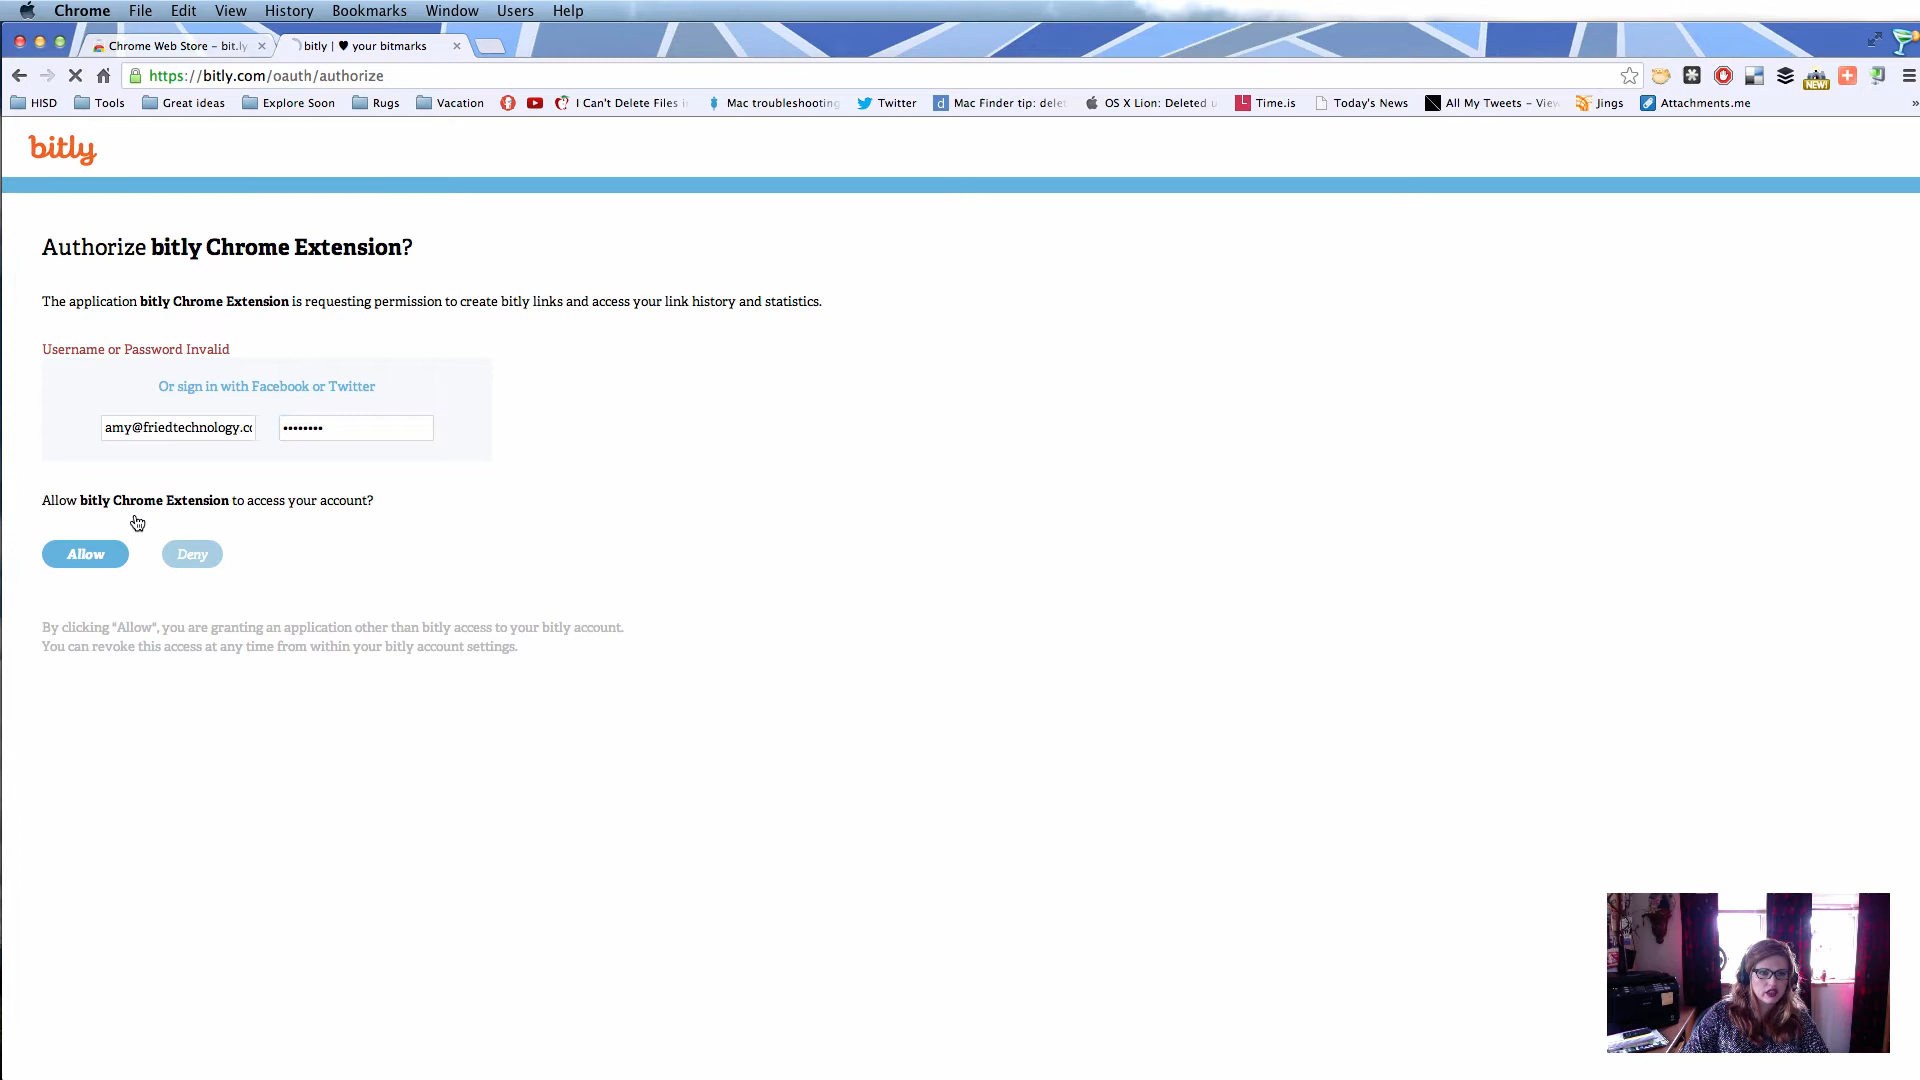 Chrome File Edit View History Bookmarks Window Users Help
Chrome Web Store – bit.ly
bitly | ♥ your bitmarks
https://bitly.com/oauth/authorize
NEW!
HISD Tools Great ideas Explore Soon Rugs Vacation I Can't Delete Files i Mac troubleshooting Twitter Mac Finder tip: dele OS X Lion: Deleted Time.is Today's News All My Tweets – View Jings Attachments.me »
bitly
Authorize bitly Chrome Extension?
The application bitly Chrome Extension is requesting permission to create bitly links and access your link history and statistics.
Username or Password Invalid
Or sign in with Facebook or Twitter
amy@friedtechnology.co ••••••••
Allow bitly Chrome Extension to access your account?
Allow Deny
By clicking "Allow", you are granting an application other than bitly access to your bitly account.
You can revoke this access at any time from within your bitly account settings.